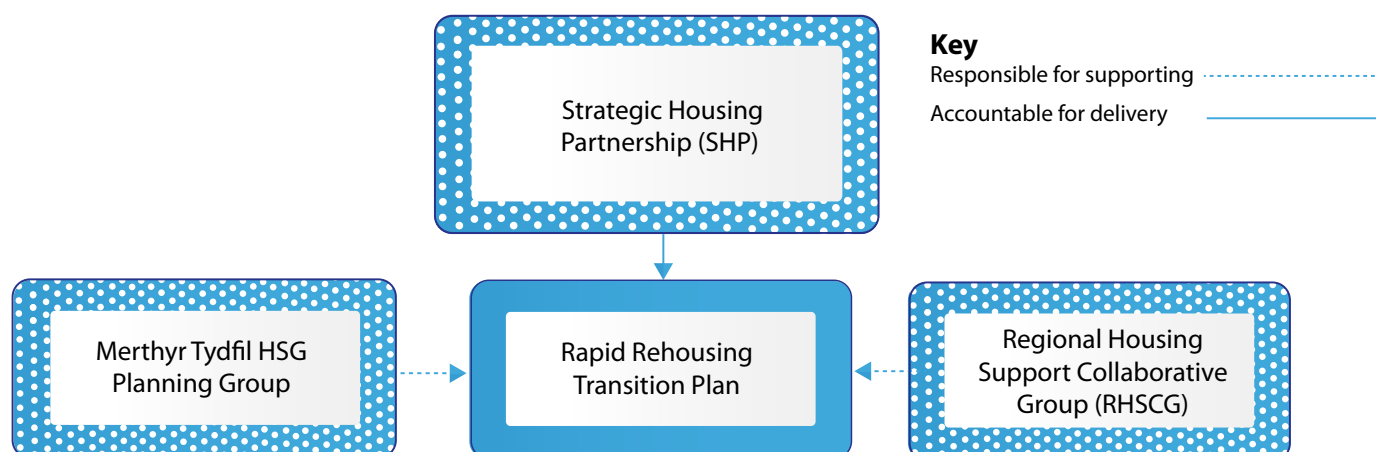 Strategic Housing
Partnership (SHP)
Key
Responsible for supporting
Accountable for delivery
Merthyr Tydfil HSG
Planning Group
Rapid Rehousing
Transition Plan
Regional Housing
Support Collaborative
Group (RHSCG)